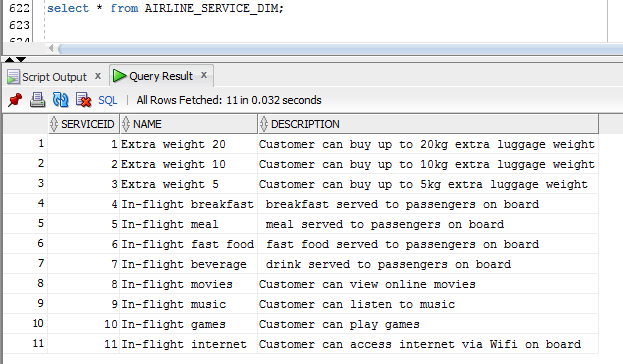 622 select * from AIRLINE_SERVICE_DIM;
623
624
Script Output x Query Result x
SQL | All Rows Fetched: 11 in 0.032 seconds
SERVICEID NAME DESCRIPTION
1 1 Extra weight 20 Customer can buy up to 20kg extra luggage weight
2 2 Extra weight 10 Customer can buy up to 10kg extra luggage weight
3 3 Extra weight 5 Customer can buy up to 5kg extra luggage weight
4 4 In-flight breakfast breakfast served to passengers on board
5 5 In-flight meal meal served to passengers on board
6 6 In-flight fast food fast food served to passengers on board
7 7 In-flight beverage drink served to passengers on board
8 8 In-flight movies Customer can view online movies
9 9 In-flight music Customer can listen to music
10 10 In-flight games Customer can play games
11 11 In-flight internet Customer can access internet via Wifi on board